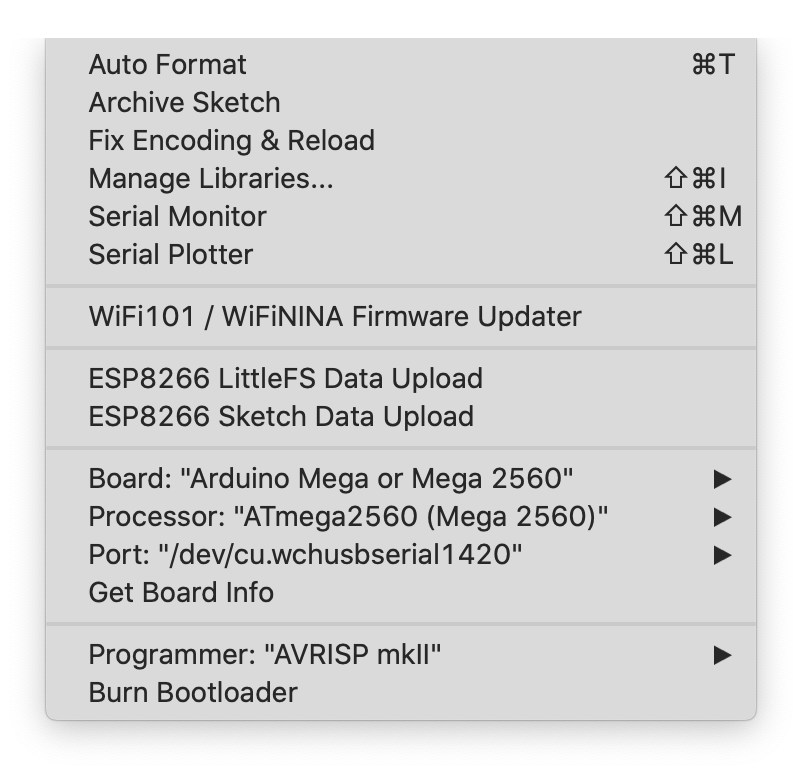 Auto Format ⌘T
Archive Sketch
Fix Encoding & Reload
Manage Libraries... ⇧⌘I
Serial Monitor ⇧⌘M
Serial Plotter ⇧⌘L
WiFi101 / WiFiNINA Firmware Updater
ESP8266 LittleFS Data Upload
ESP8266 Sketch Data Upload
Board: "Arduino Mega or Mega 2560" ▶
Processor: "ATmega2560 (Mega 2560)" ▶
Port: "/dev/cu.wchusbserial1420" ▶
Get Board Info
Programmer: "AVRISP mkII" ▶
Burn Bootloader